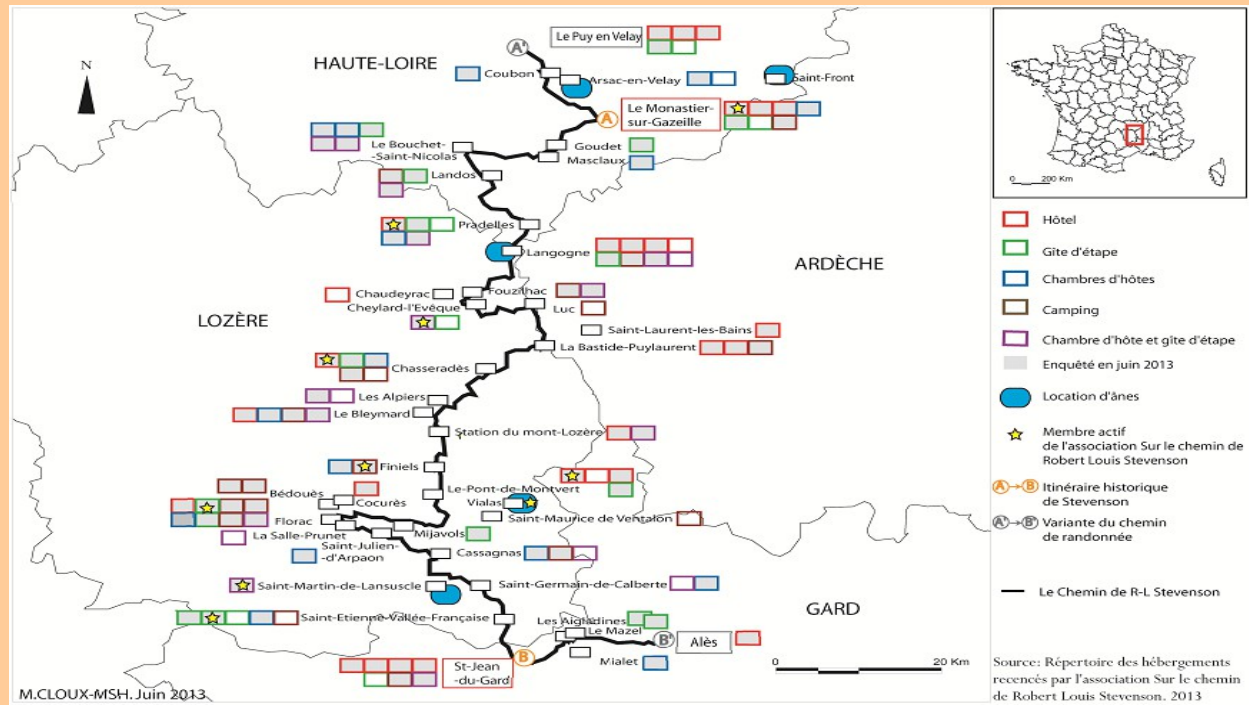 Le Puy en Velay
A'
HAUTE-LOIRE
N
Coubon
Arsac-en-Velay
Saint-Front
A
Le Monastier-
sur-Gazeille
Le Bouchet-
-Saint-Nicolas
Goudet
Masclaux
Landos
Pradelles
Langogne
ARDÈCHE
Chaudeyrac
Fouzilhac
Cheylard-l'Evêque
Luc
LOZÈRE
Saint-Laurent-les-Bains
La Bastide-Puylaurent
Chasseradès
Les Alpiers
Le Bleymard
Station du mont-Lozère
Finiels
Bédouès
Cocurès
Le-Pont-de-Montvert
Vialas
Florac
Saint-Maurice de Ventalon
La Salle-Prunet
Mijavols
Saint-Julien-
-d'Arpaon
Cassagnas
Saint-Martin-de-Lansuscle
Saint-Germain-de-Calberte
GARD
Saint-Etienne-Vallée-Française
Les Aigladines
Le Mazel
B'
Alès
B
St-Jean
-du-Gard
Mialet
0 20 Km
M.CLOUX-MSH. Juin 2013
0 200 Km
Hôtel
Gîte d'étape
Chambres d'hôtes
Camping
Chambre d'hôte et gîte d'étape
Enquêté en juin 2013
Location d'ânes
Membre actif
de l'association Sur le chemin de
Robert Louis Stevenson
A B Itinéraire historique
de Stevenson
A' B' Variante du chemin
de randonnée
Le Chemin de R-L Stevenson
Source: Répertoire des hébergements
recencés par l'association Sur le chemin
de Robert Louis Stevenson. 2013